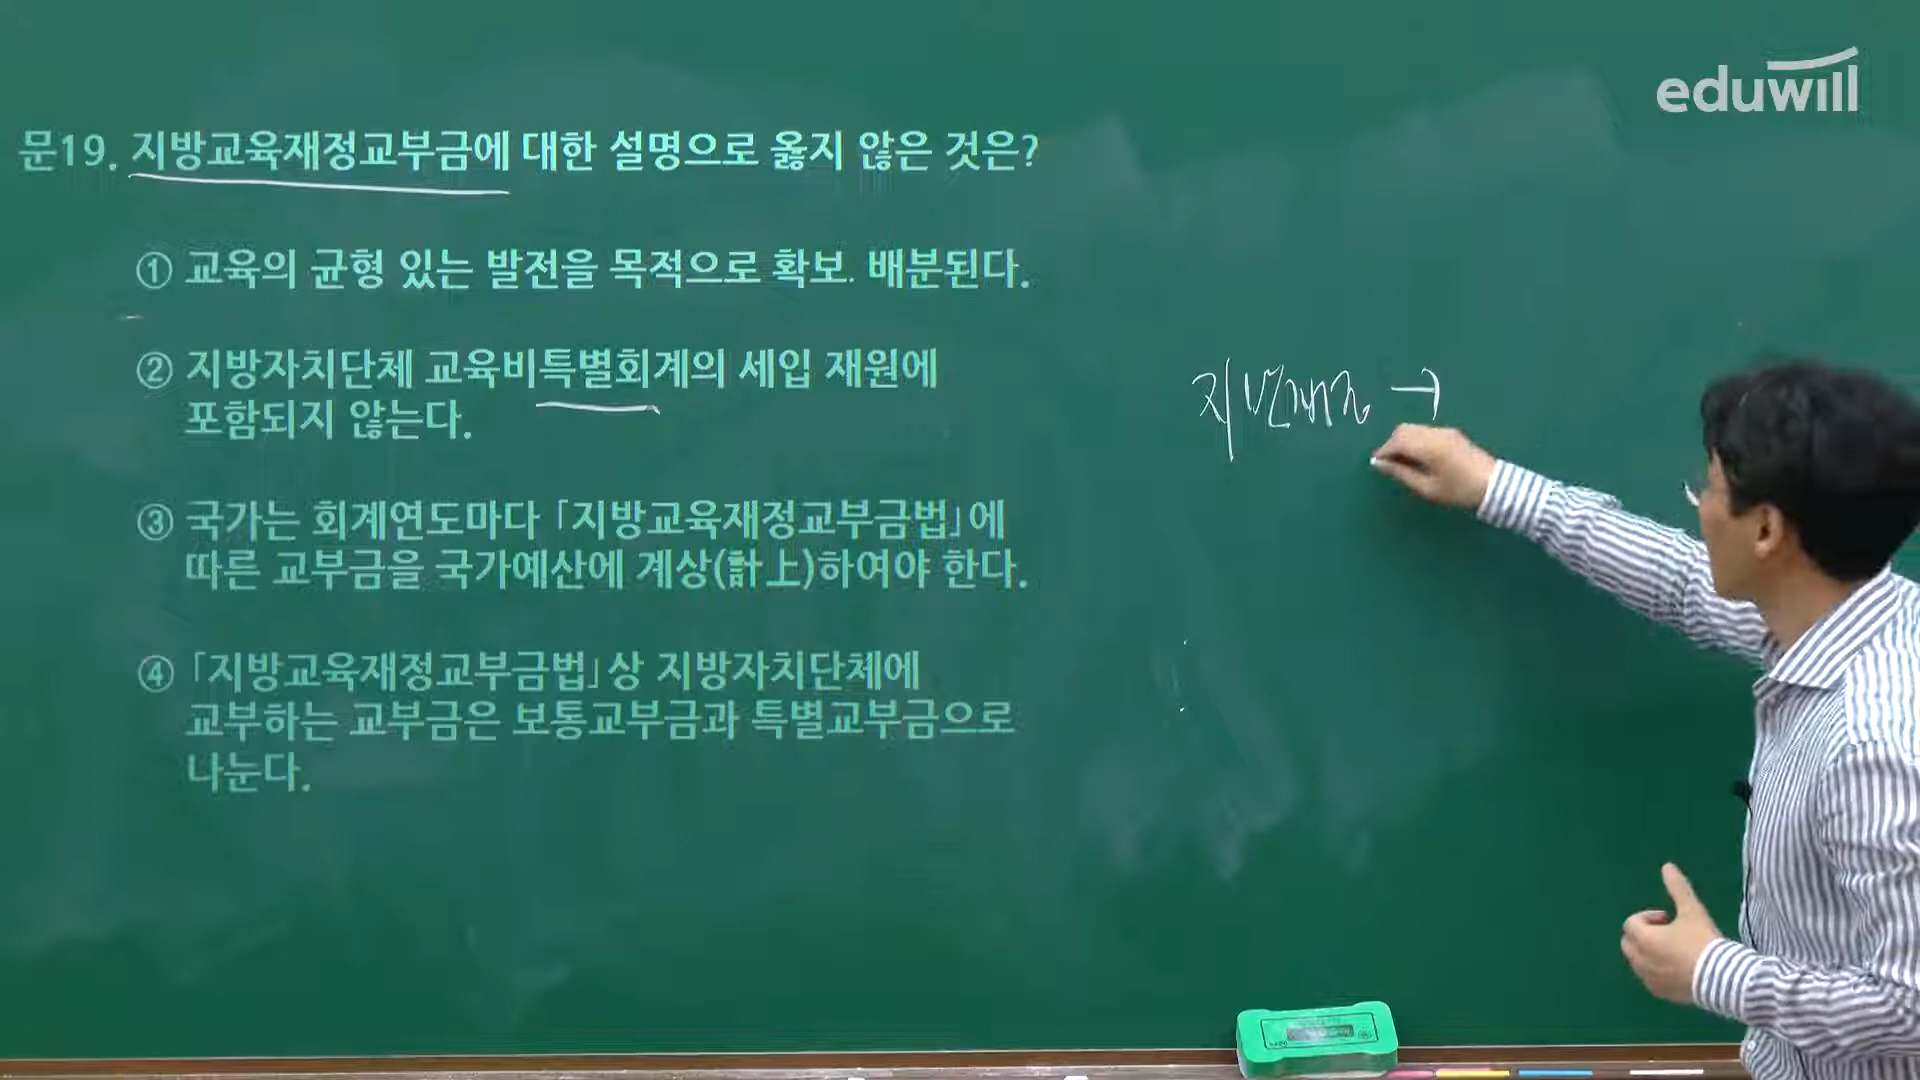 eduwill
문19. 지방교육재정교부금에 대한 설명으로 옳지 않은 것은?
① 교육의 균형 있는 발전을 목적으로 확보. 배분된다.
② 지방자치단체 교육비특별회계의 세입 재원에
포함되지 않는다.
③ 국가는 회계연도마다 「지방교육재정교부금법」에
따른 교부금을 국가예산에 계상(計上)하여야 한다.
④ 「지방교육재정교부금법」상 지방자치단체에
교부하는 교부금은 보통교부금과 특별교부금으로
나눈다.